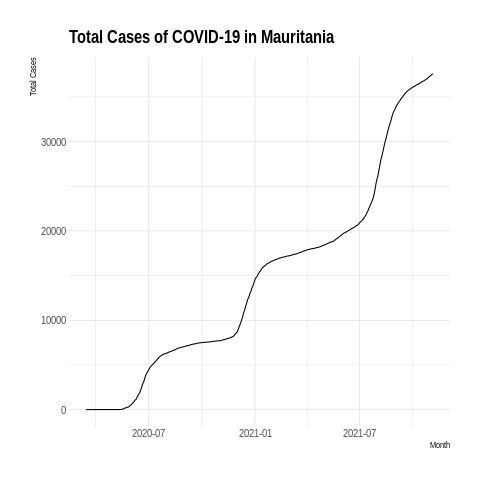 Total Cases of COVID-19 in Mauritania
Total Cases
30000
20000
10000
0
2020-07 2021-01 2021-07
Month